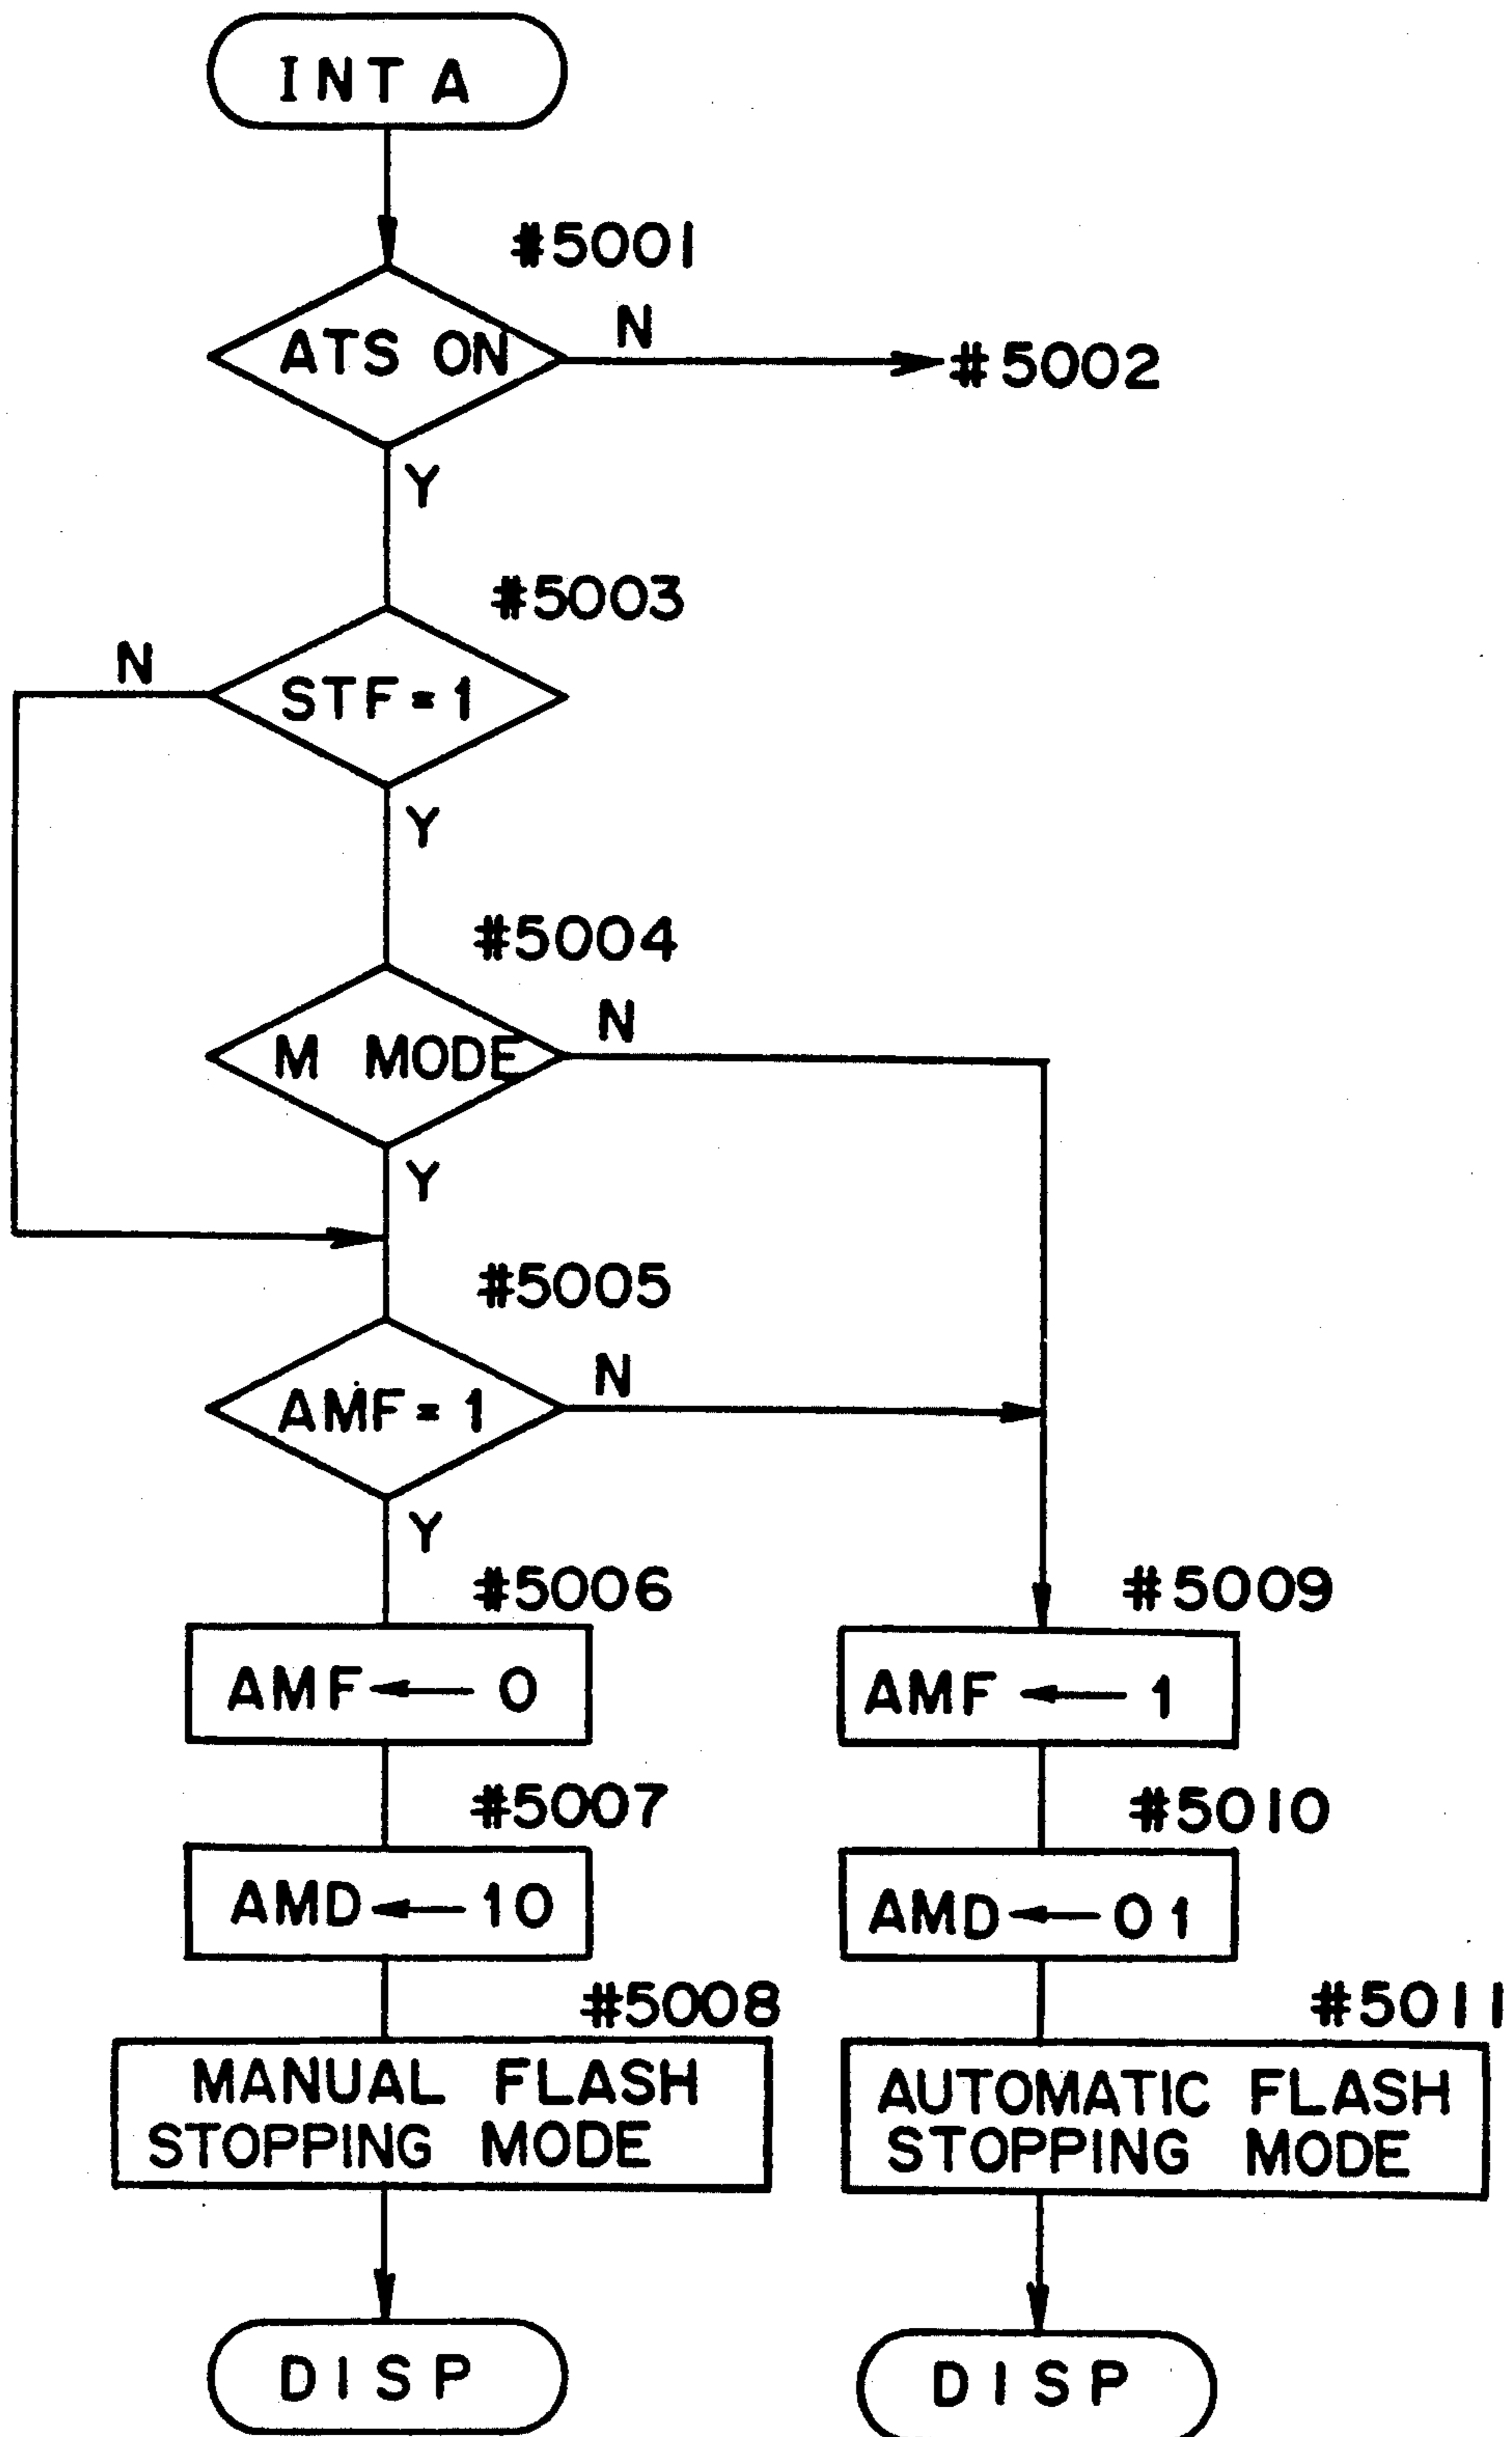 INT A
#5001
ATS ON
N
#5002
Y
#5003
N
STF=1
Y
#5004
M MODE
N
Y
#5005
AMF=1
N
Y
#5006
AMF ← 0
#5007
AMD ← 10
#5008
MANUAL FLASH
STOPPING MODE
DISP
#5009
AMF ← 1
#5010
AMD ← 01
#5011
AUTOMATIC FLASH
STOPPING MODE
DISP